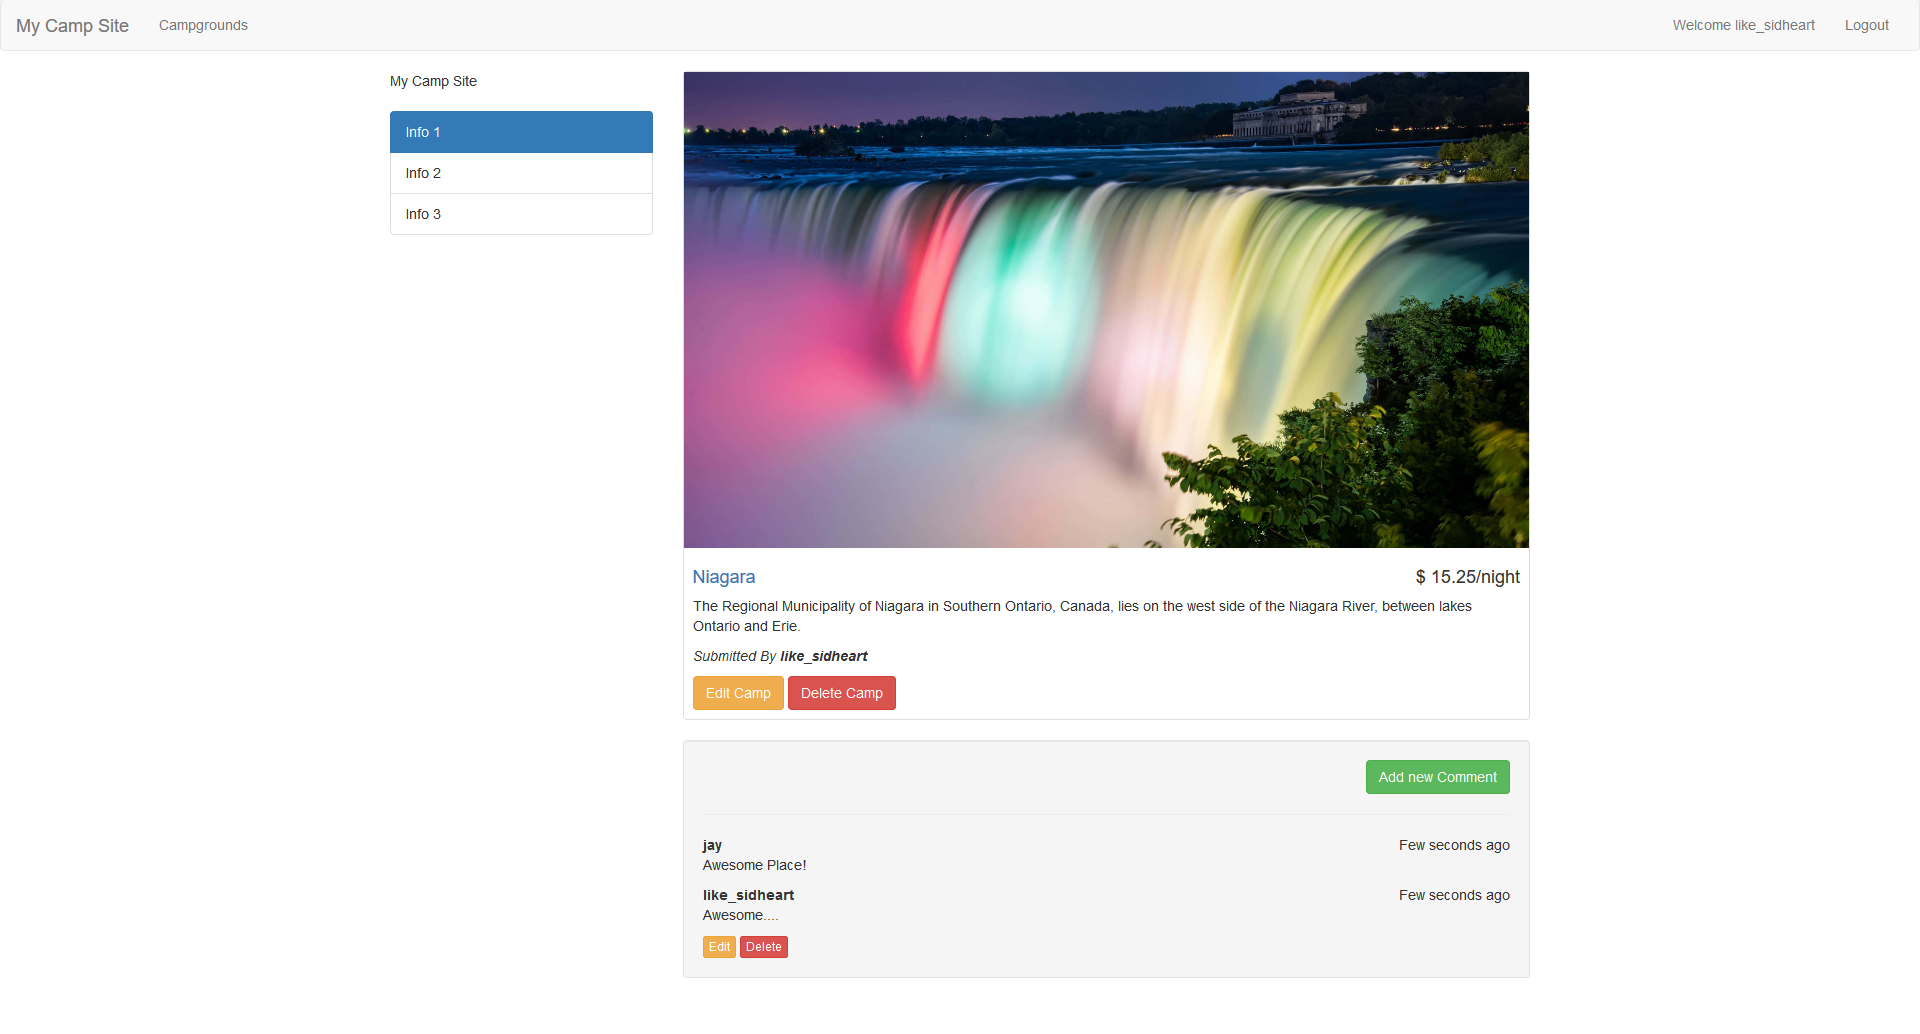 My Camp Site Campgrounds Welcome like_sidheart Logout
My Camp Site
Info 1
Info 2
Info 3
Niagara $ 15.25/night
The Regional Municipality of Niagara in Southern Ontario, Canada, lies on the west side of the Niagara River, between lakes
Ontario and Erie.
Submitted By like_sidheart
Edit Camp Delete Camp
Add new Comment
jay Few seconds ago
Awesome Place!
like_sidheart Few seconds ago
Awesome....
Edit Delete